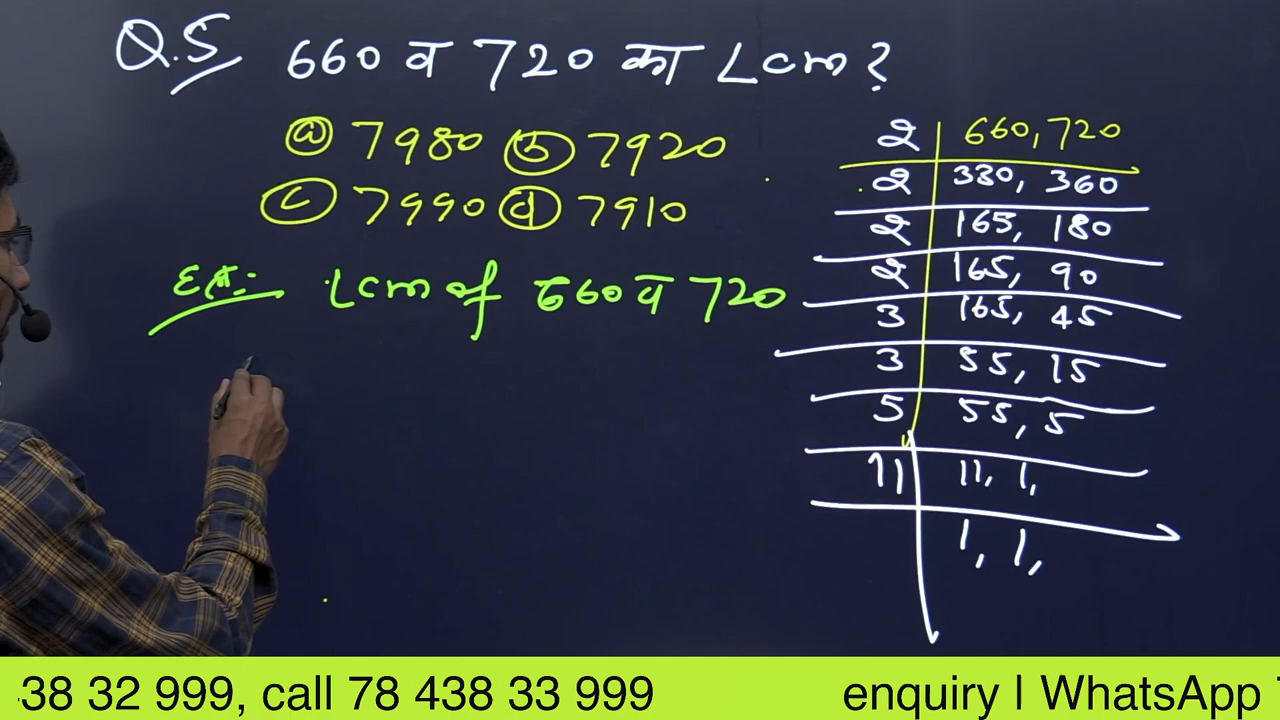 Q.5 660 व 720 का Lcm?
ⓐ 7980 ⓑ 7920
ⓒ 7990 ⓓ 7910
Lcm of 660 व 720
2 660, 720
2 330, 360
2 165, 180
2 165, 90
3 165, 45
3 55, 15
5 55, 5
11 11, 1,
1, 1,
38 32 999, call 78 438 33 999 enquiry | WhatsApp